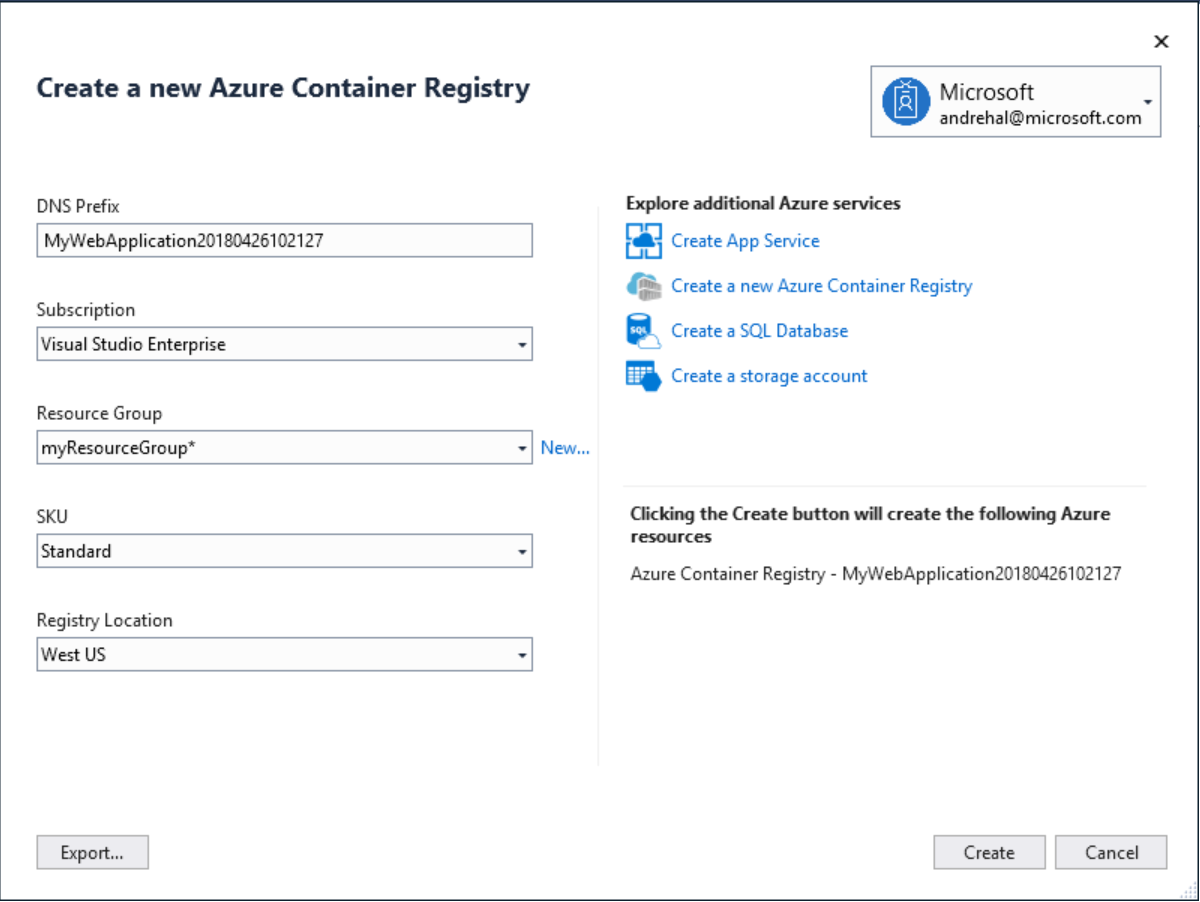 Create a new Azure Container Registry
Microsoft
andrehal@microsoft.com
DNS Prefix
MyWebApplication20180426102127
Subscription
Visual Studio Enterprise
Resource Group
myResourceGroup*
New...
SKU
Standard
Registry Location
West US
Explore additional Azure services
Create App Service
Create a new Azure Container Registry
SQL
Create a SQL Database
Create a storage account
Clicking the Create button will create the following Azure
resources
Azure Container Registry - MyWebApplication20180426102127
Export...
Create
Cancel